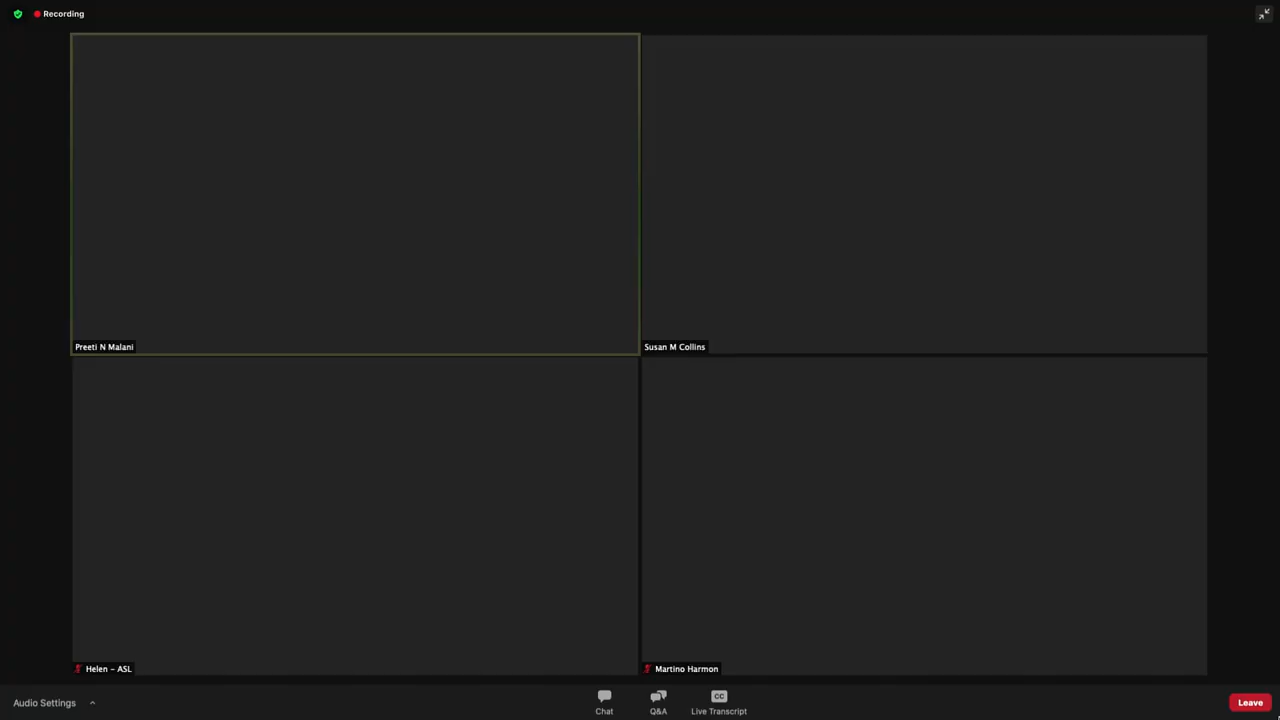 Recording
Preeti N Malani
Susan M Collins
Helen – ASL
Martino Harmon
Audio Settings
Chat
Q&A
CC
Live Transcript
Leave